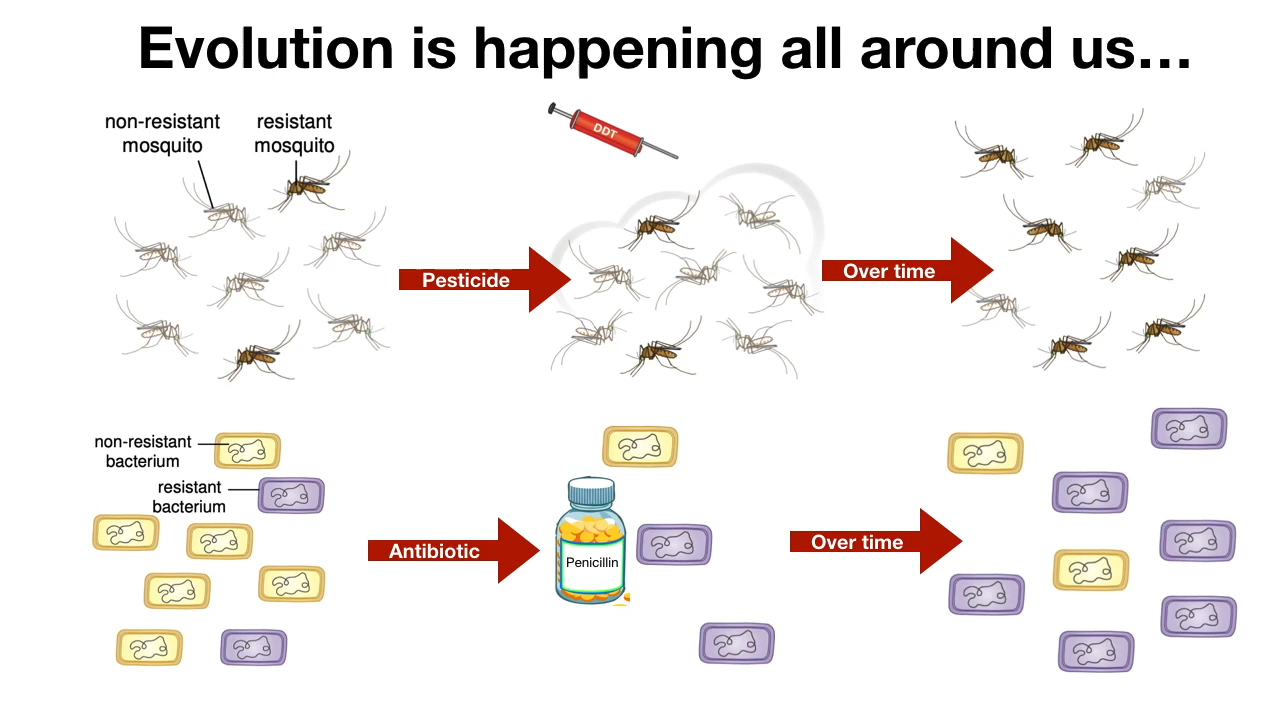 Evolution is happening all around us…
non-resistant
mosquito
resistant
mosquito
DDT
Pesticide
Over time
non-resistant
bacterium
resistant
bacterium
Antibiotic
Penicillin
Over time